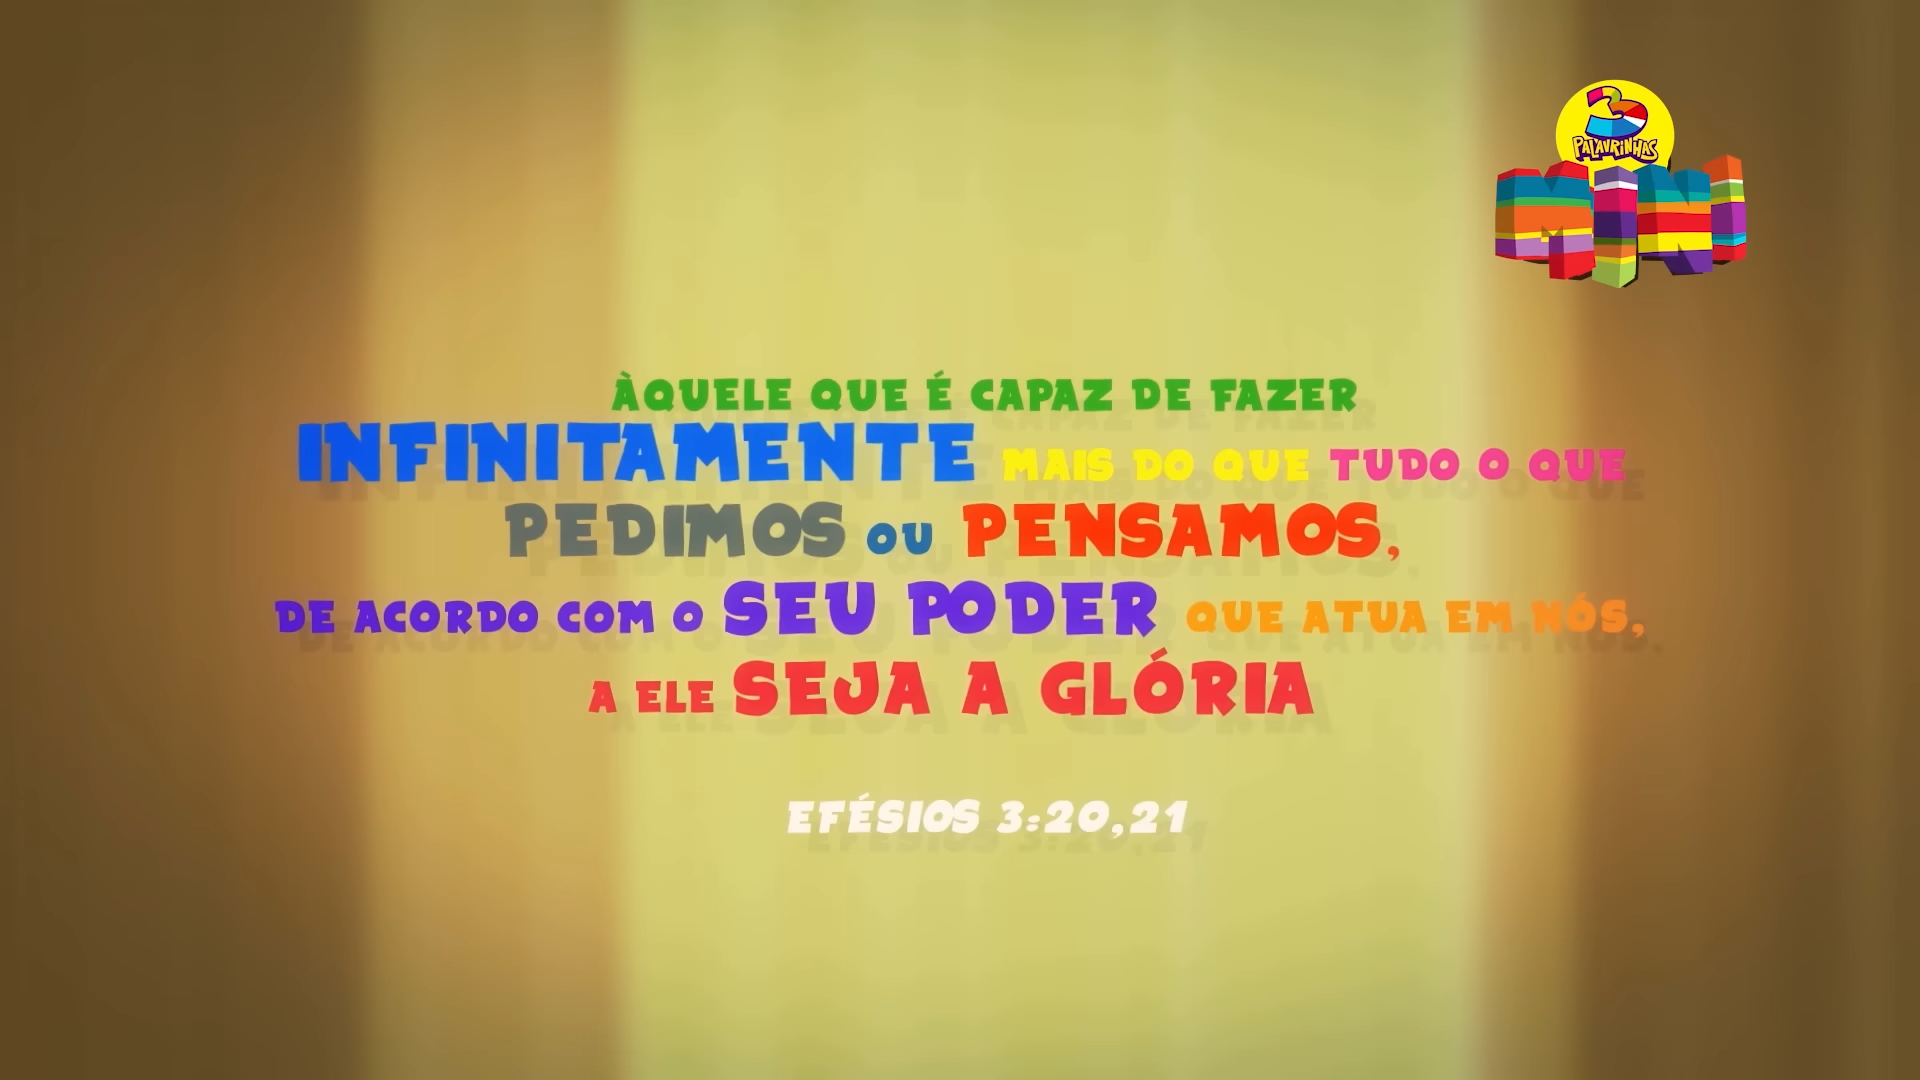 3
PALAVRINHAS
MINI
ÀQUELE QUE É CAPAZ DE FAZER
INFINITAMENTE MAIS DO QUE TUDO O QUE
PEDIMOS OU PENSAMOS,
DE ACORDO COM O SEU PODER QUE ATUA EM NÓS,
A ELE SEJA A GLÓRIA
EFÉSIOS 3:20,21